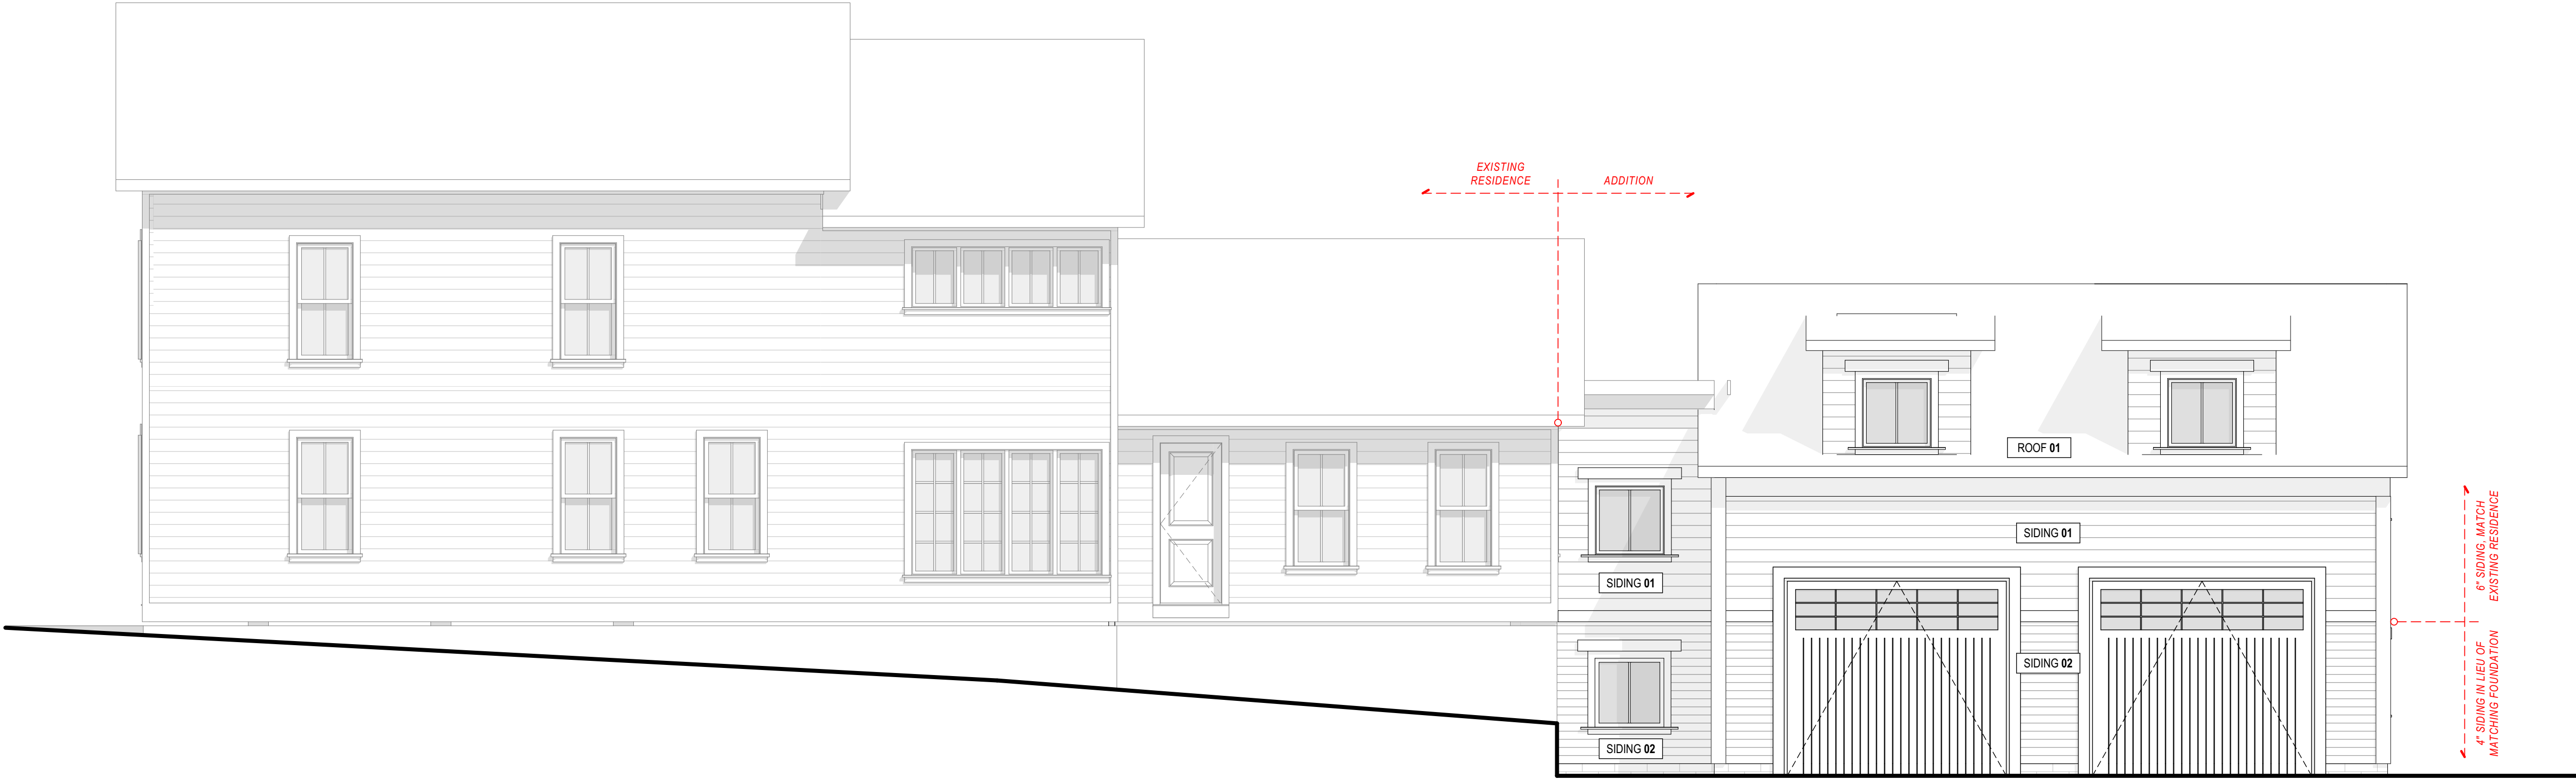 EXISTING
RESIDENCE
ADDITION
ROOF 01
SIDING 01
SIDING 01
SIDING 02
SIDING 02
6" SIDING, MATCH
EXISTING RESIDENCE
4" SIDING IN LIEU OF
MATCHING FOUNDATION